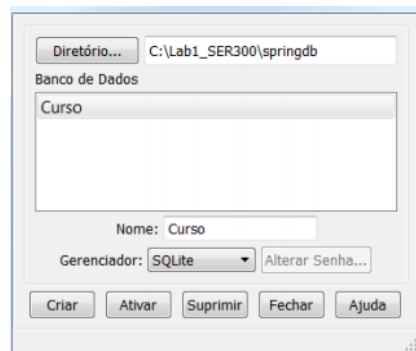 Diretório... C:\Lab1_SER300\springdb
Banco de Dados
Curso
Nome: Curso
Gerenciador: SQLite Alterar Senha...
Criar Ativar Suprimir Fechar Ajuda